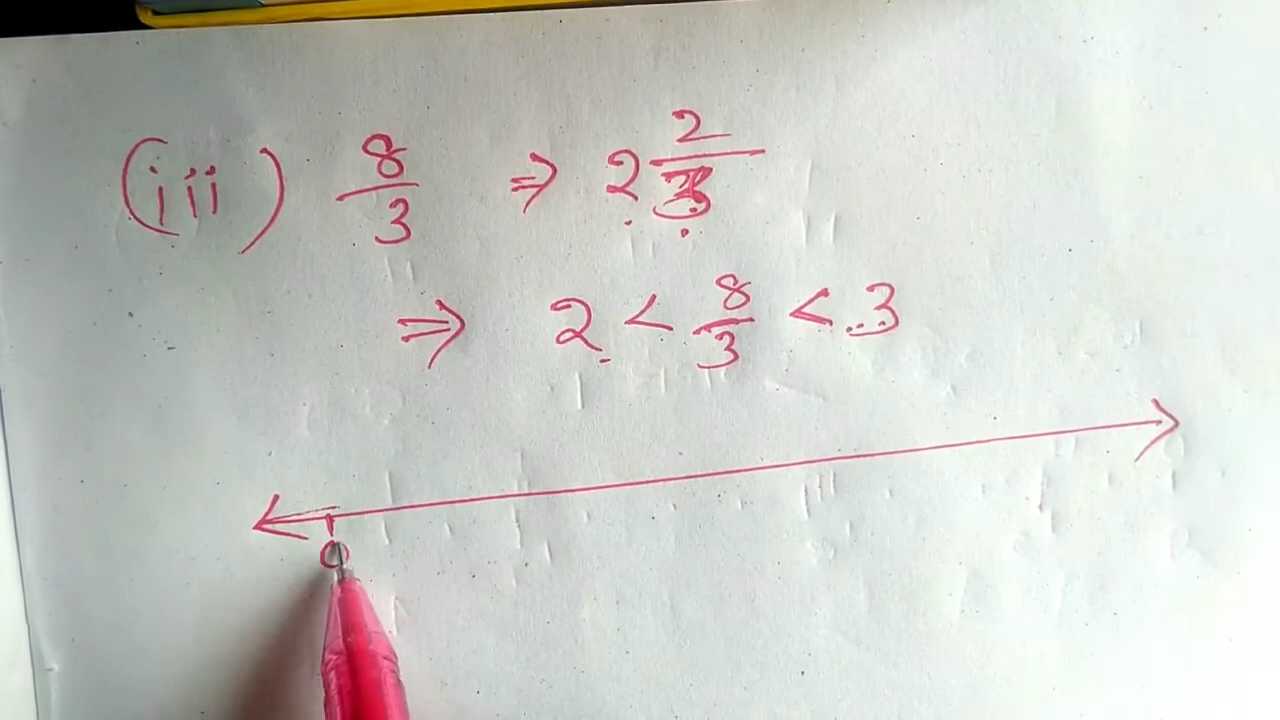 (iii) 8/3 ⇒ 2 2/3
⇒ 2 < 8/3 < 3
0